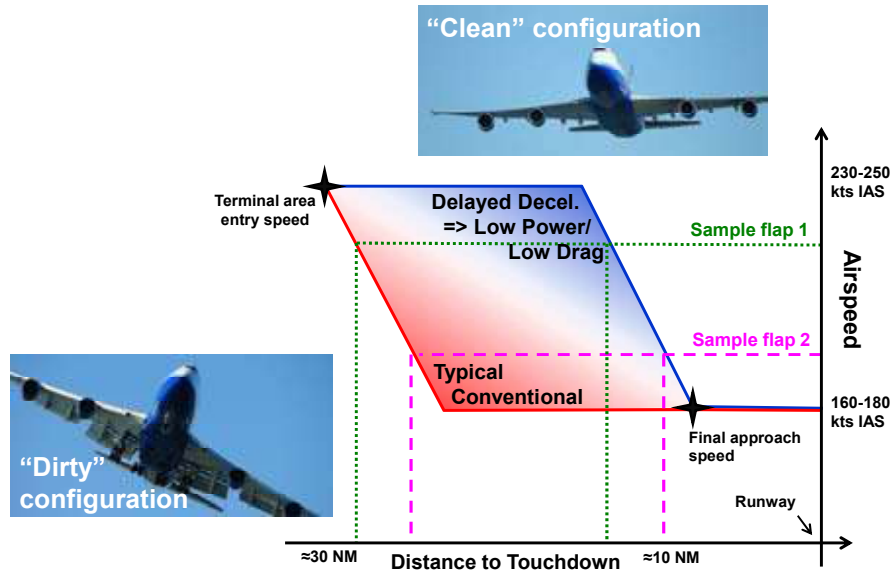 “Clean” configuration
230-250
kts IAS
Terminal area
entry speed
Delayed Decel.
=> Low Power/
Low Drag
Sample flap 1
Airspeed
Sample flap 2
Typical
Conventional
160-180
kts IAS
Final approach
speed
“Dirty”
configuration
Runway
≈30 NM
Distance to Touchdown
≈10 NM